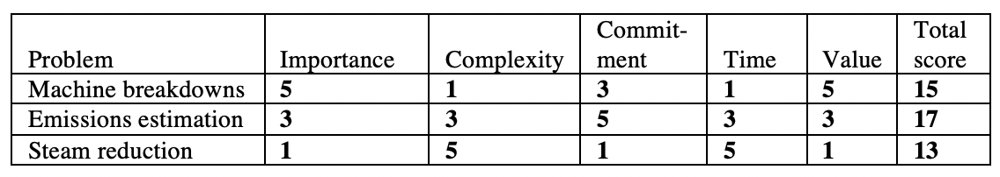 Problem Importance Complexity Commit-ment Time Value Total score
Machine breakdowns 5 1 3 1 5 15
Emissions estimation 3 3 5 3 3 17
Steam reduction 1 5 1 5 1 13